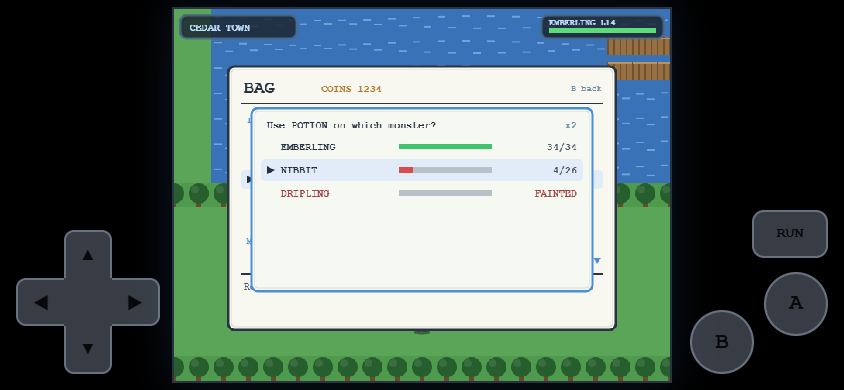 CEDAR TOWN
EMBERLING L14
BAG
COINS 1234
B back
Use POTION on which monster?
x2
EMBERLING
34/34
▶ NIBBIT
4/26
DRIPLING
FAINTED
RUN
A
B